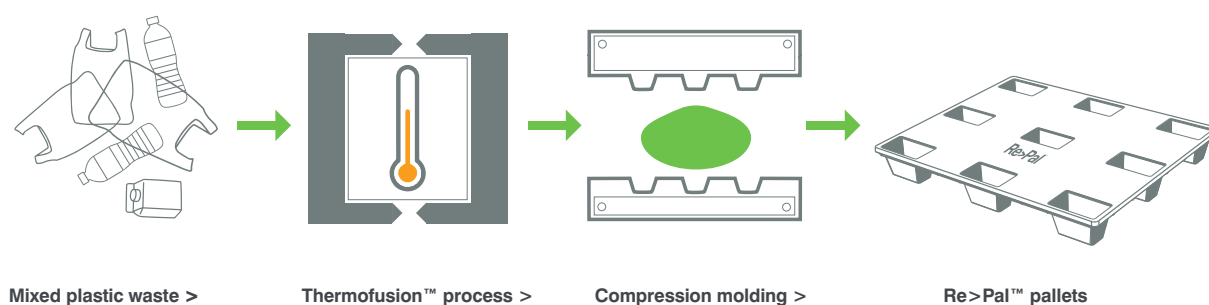 Re>Pal
Mixed plastic waste >
Thermofusion™ process >
Compression molding >
Re>Pal™ pallets